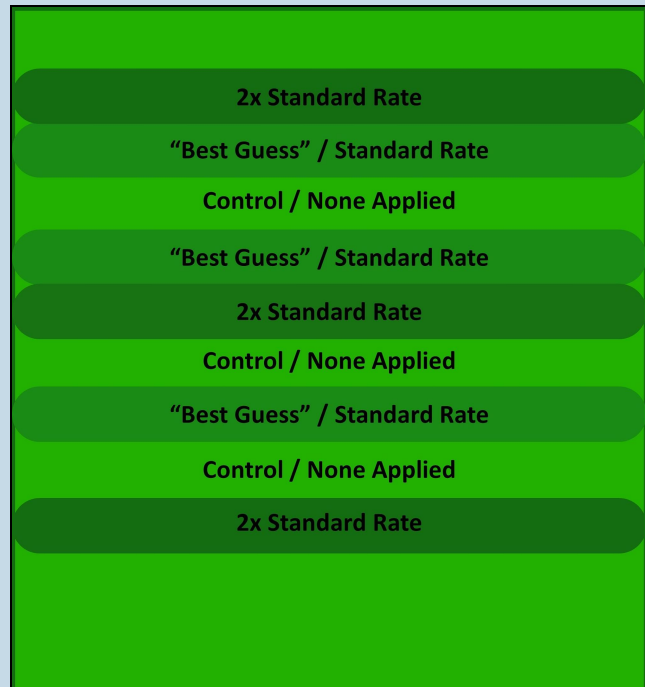 2x Standard Rate
“Best Guess” / Standard Rate
Control / None Applied
“Best Guess” / Standard Rate
2x Standard Rate
Control / None Applied
“Best Guess” / Standard Rate
Control / None Applied
2x Standard Rate